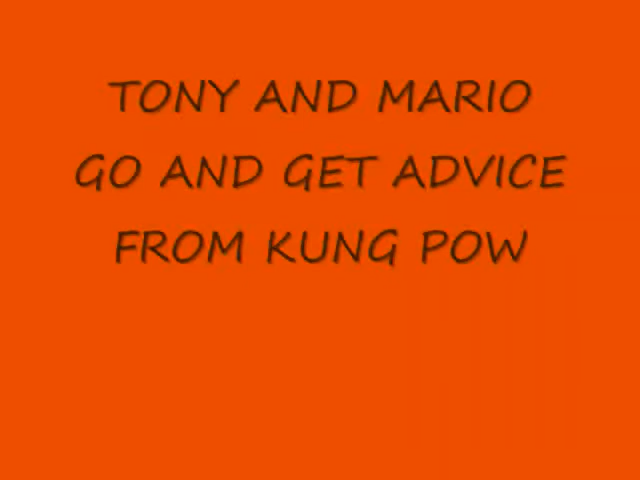 TONY AND MARIO
GO AND GET ADVICE
FROM KUNG POW